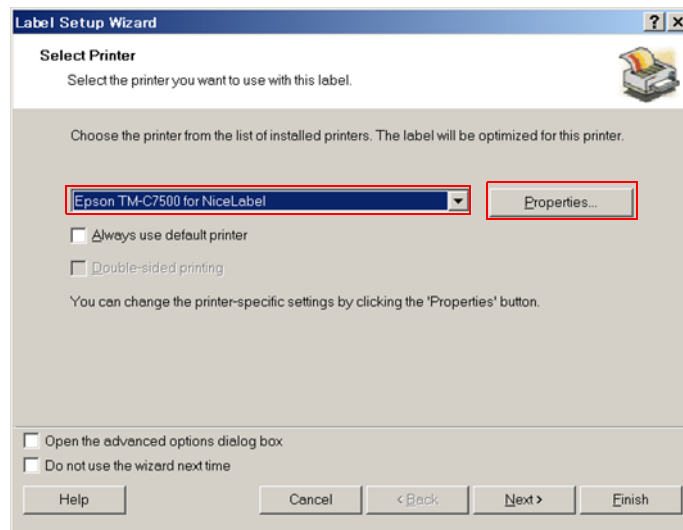 Label Setup Wizard
Select Printer
Select the printer you want to use with this label.
Choose the printer from the list of installed printers. The label will be optimized for this printer.
Epson TM-C7500 for NiceLabel
Properties...
Always use default printer
Double-sided printing
You can change the printer-specific settings by clicking the 'Properties' button.
Open the advanced options dialog box
Do not use the wizard next time
Help
Cancel
< Back
Next >
Finish